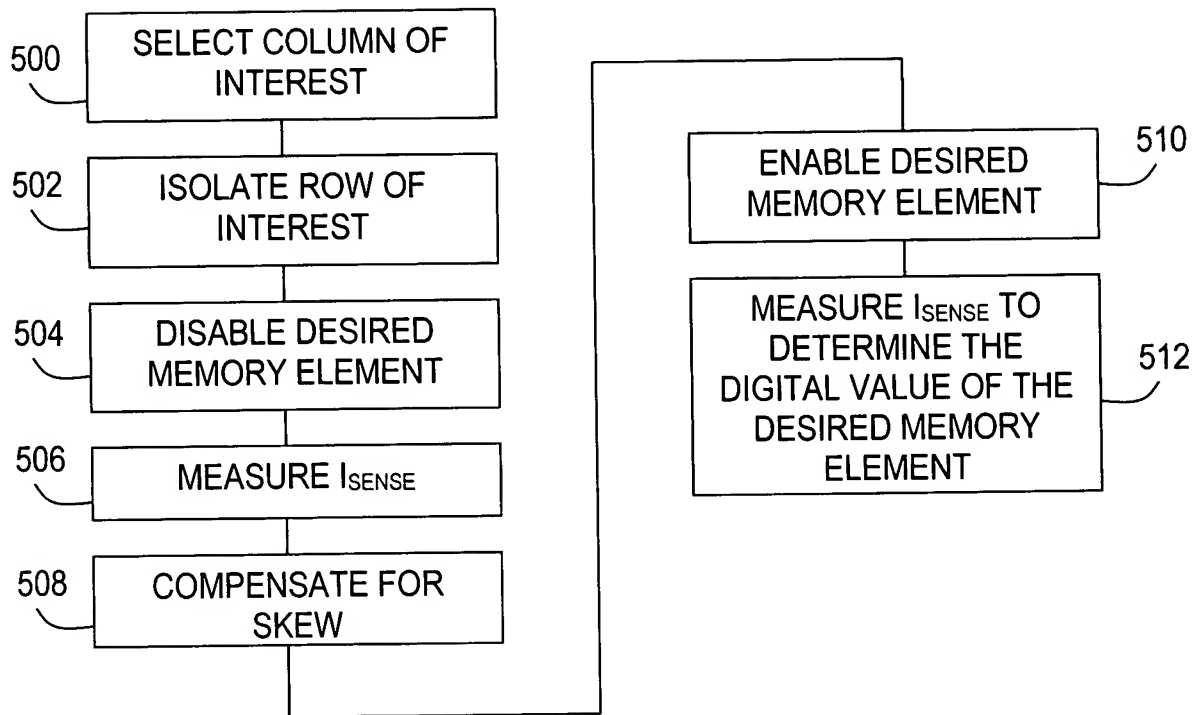 500
SELECT COLUMN OF
INTEREST
502
ISOLATE ROW OF
INTEREST
504
DISABLE DESIRED
MEMORY ELEMENT
506
MEASURE ISENSE
508
COMPENSATE FOR
SKEW
510
ENABLE DESIRED
MEMORY ELEMENT
512
MEASURE ISENSE TO
DETERMINE THE
DIGITAL VALUE OF THE
DESIRED MEMORY
ELEMENT